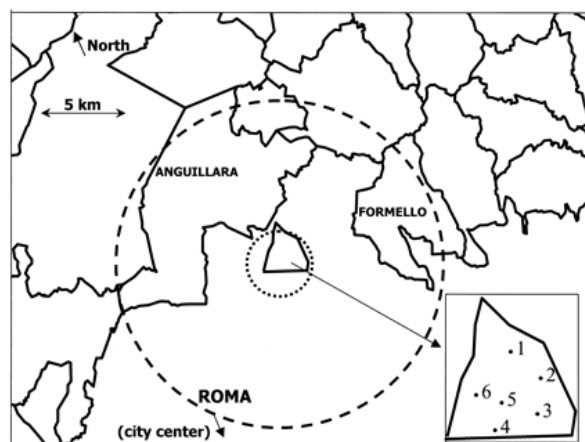 North
5 km
ANGUILLARA
FORMELLO
ROMA
(city center)
1
2
6
5
3
4